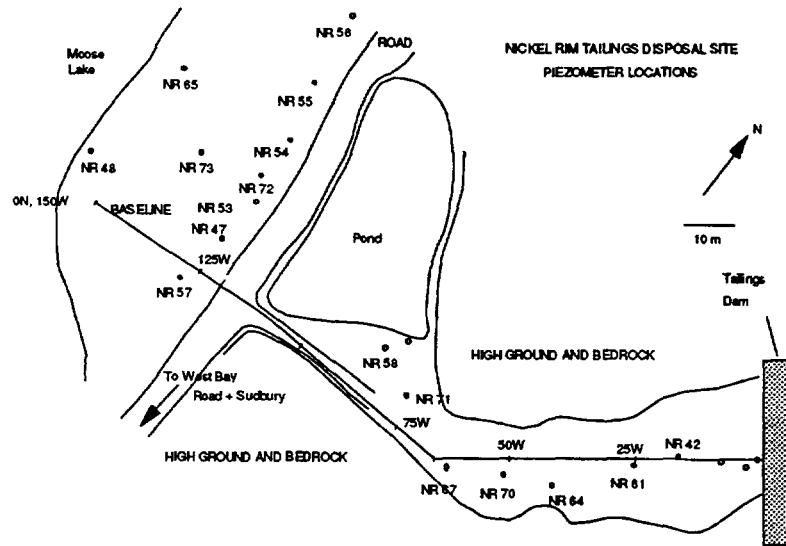 NR 56
ROAD
NICKEL RIM TAILINGS DISPOSAL SITE
PIEZOMETER LOCATIONS
Moose
Lake
NR 65
NR 55
N
NR 54
NR 48
NR 73
NR 72
0N, 150W
BASELINE
NR 53
10 m
NR 47
Pond
125W
Tailings
Dam
NR 57
NR 58
HIGH GROUND AND BEDROCK
To West Bay
Road + Sudbury
NR 71
75W
HIGH GROUND AND BEDROCK
50W
25W
NR 42
NR 67
NR 70
NR 61
NR 64